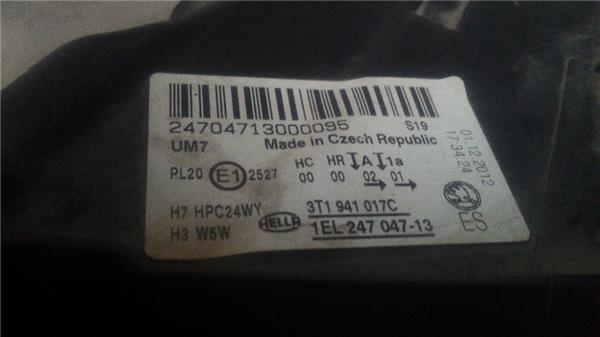 24704713000095 S19
UM7 Made in Czech Republic
PL20 E1 2527
HC HR A 1a
00 00 02 01
H7 HPC24WY
H3 W5W
HELLA
3T1 941 017C
1EL 247 047-13
01.12.2012
17:34:24